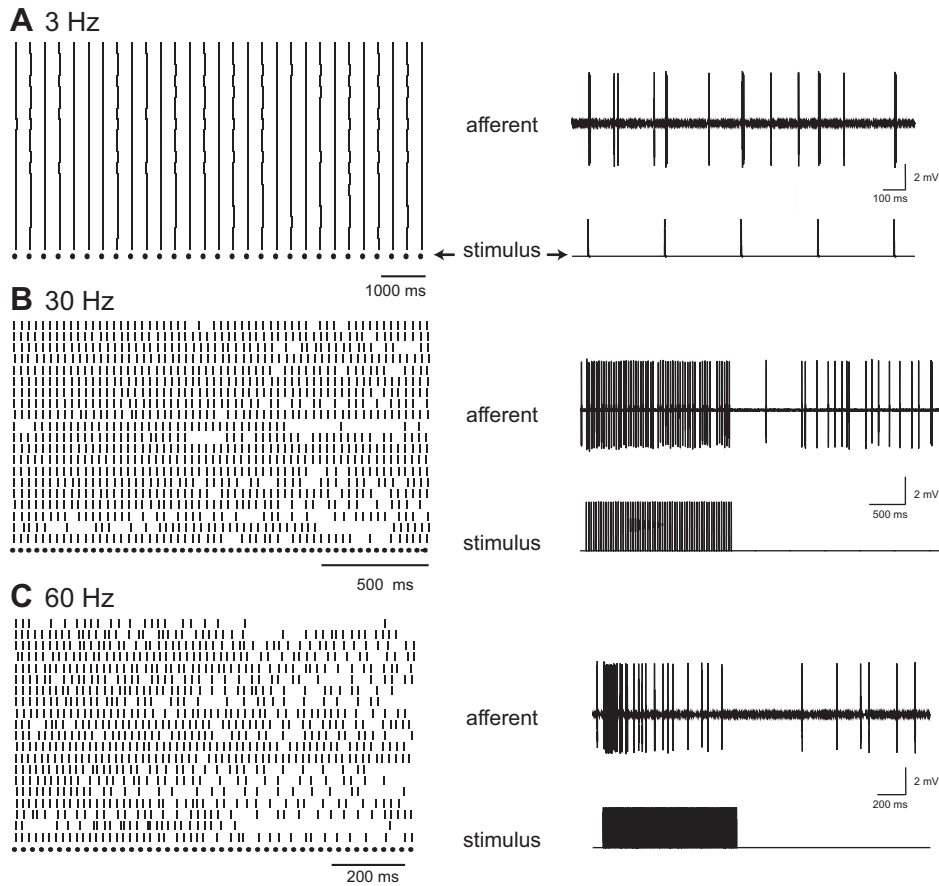 A 3 Hz
afferent
2 mV
100 ms
stimulus
1000 ms
B 30 Hz
afferent
2 mV
500 ms
stimulus
500 ms
C 60 Hz
afferent
2 mV
200 ms
stimulus
200 ms